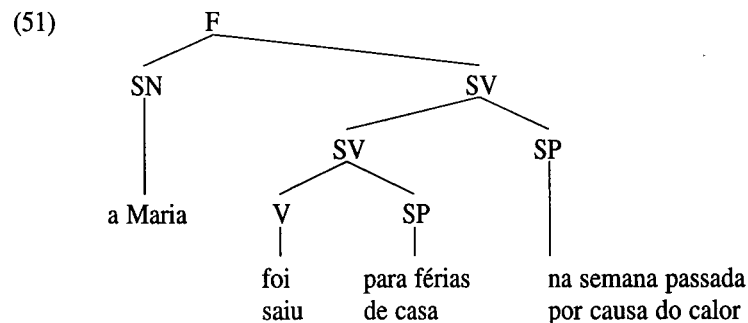 (51) F
SN SV
SV SP
a Maria V SP
foi para férias na semana passada
saiu de casa por causa do calor